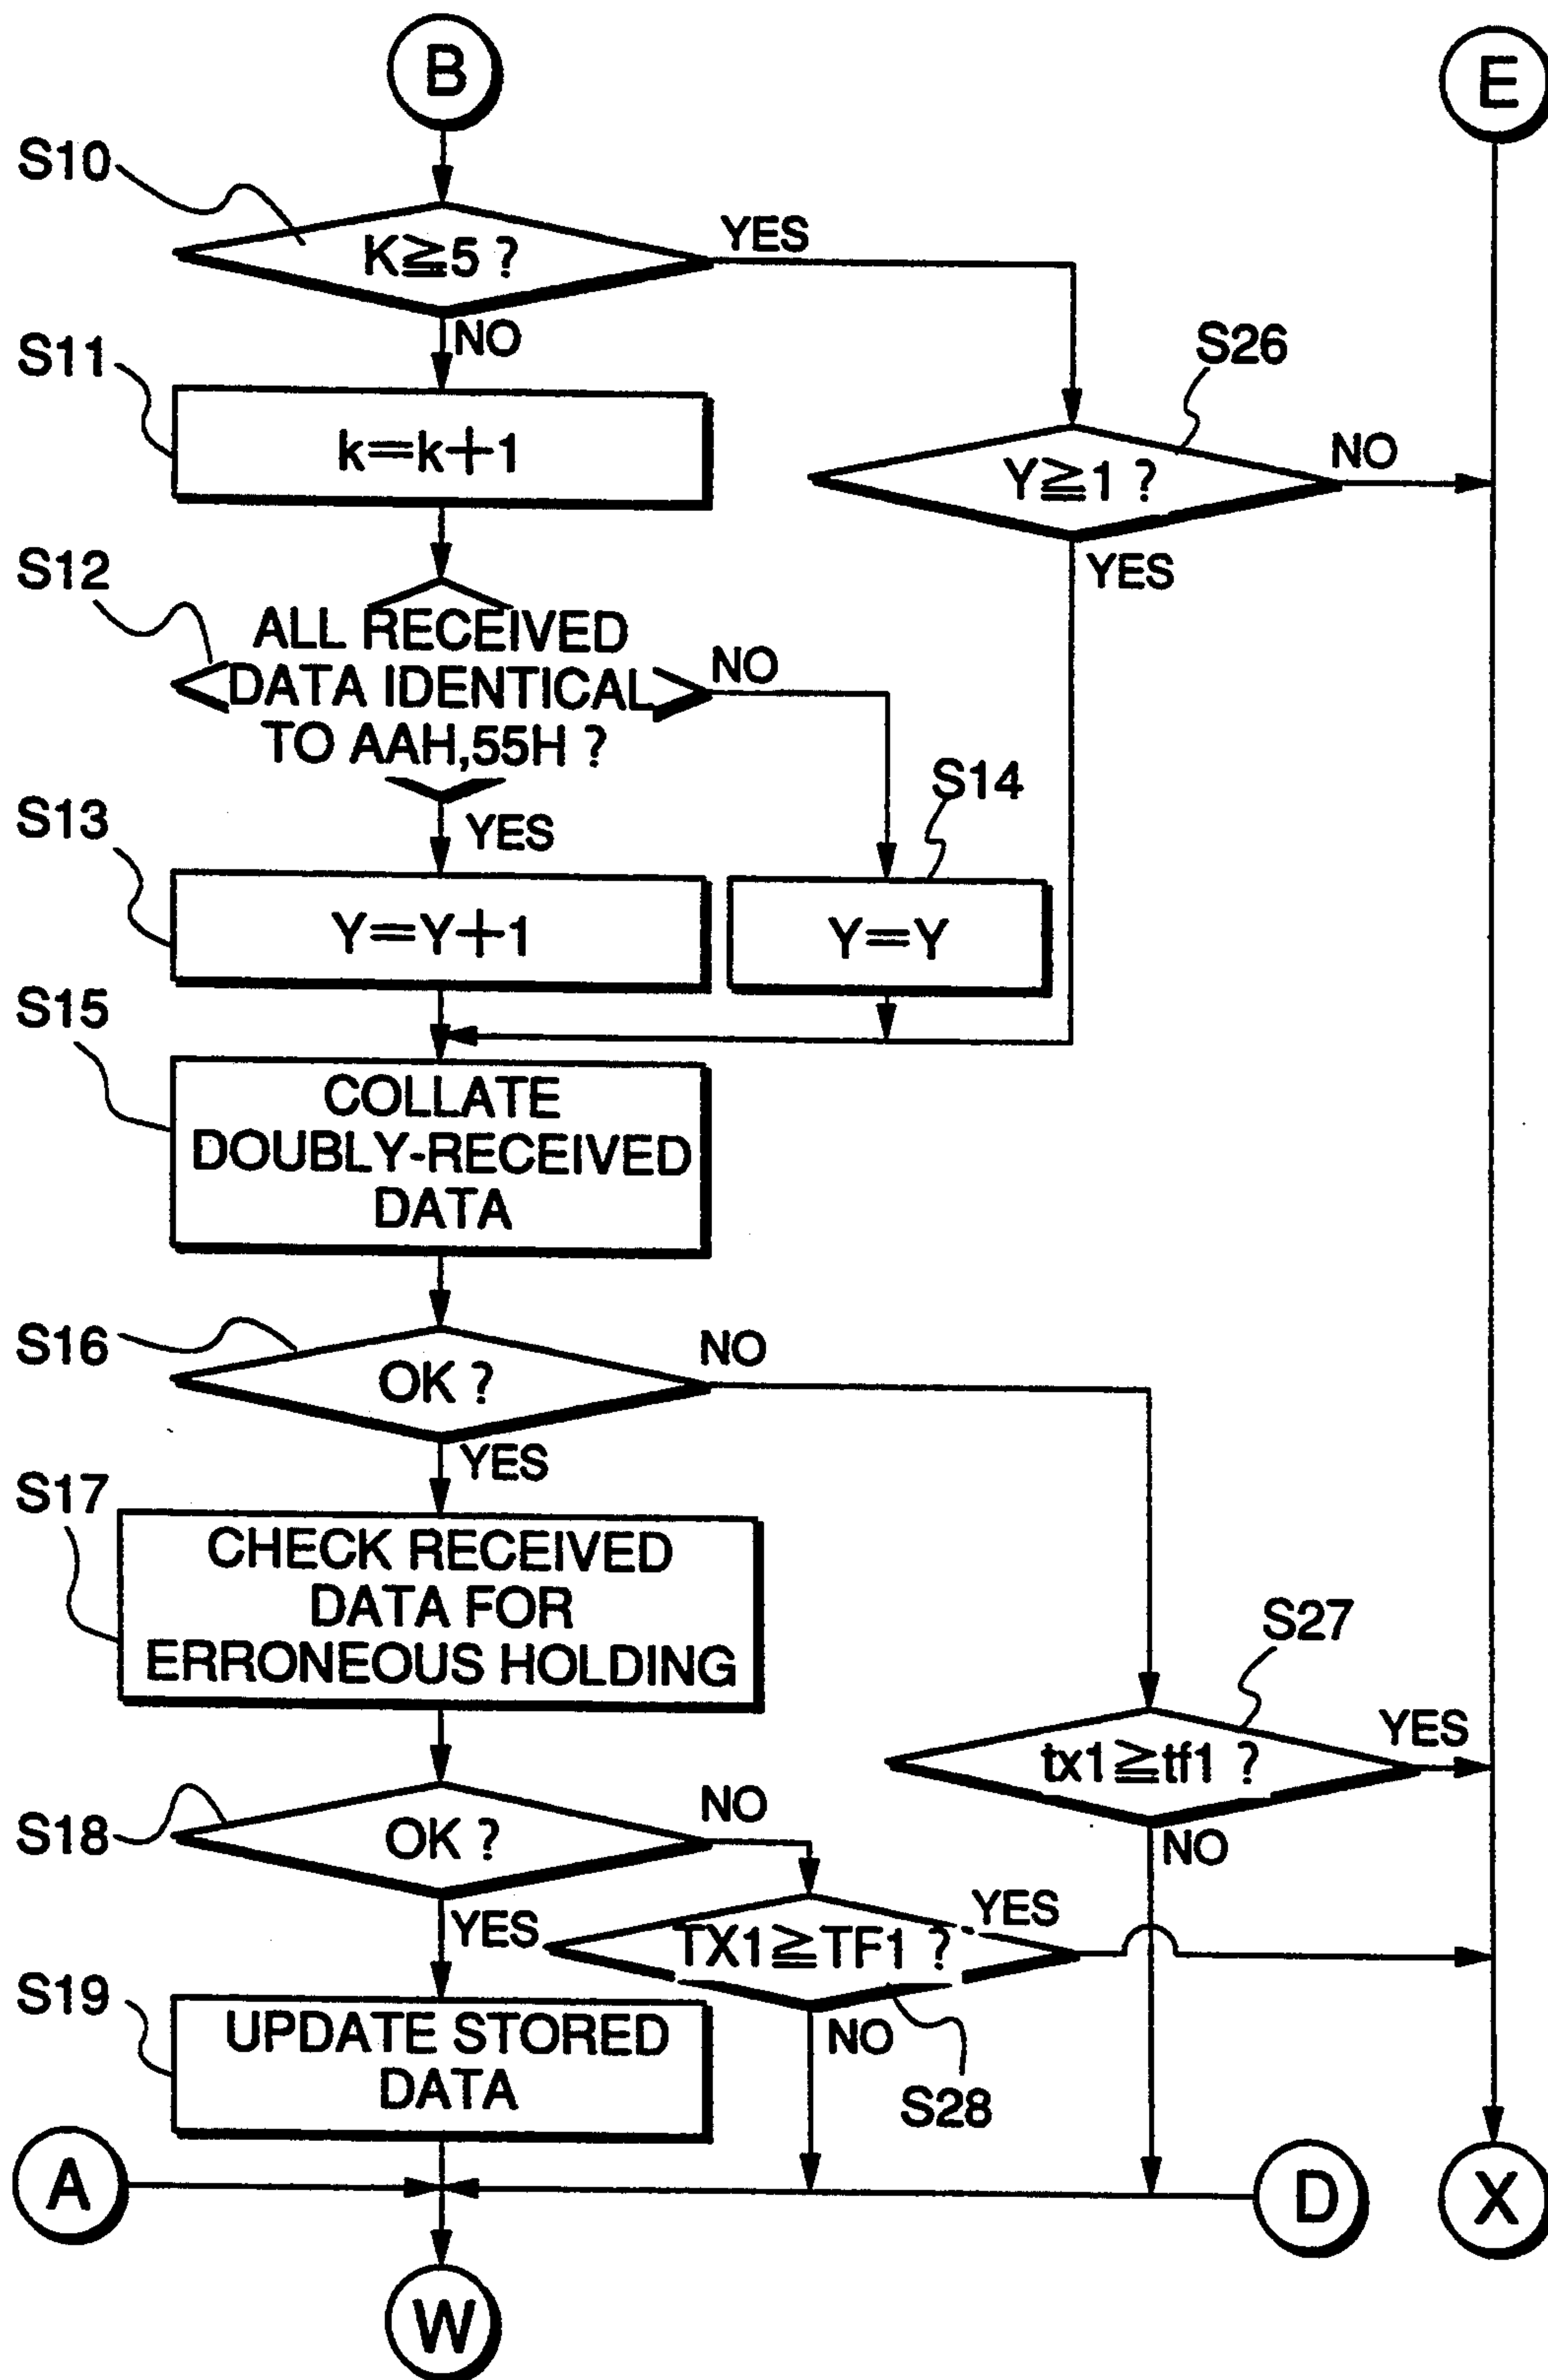 B
E
S10
K≧5 ?
YES
NO
S11
k=k+1
S26
Y≧1 ?
NO
YES
S12
ALL RECEIVED
DATA IDENTICAL
TO AAH,55H ?
NO
YES
S13
Y=Y+1
S14
Y=Y
S15
COLLATE
DOUBLY-RECEIVED
DATA
S16
OK ?
NO
YES
S17
CHECK RECEIVED
DATA FOR
ERRONEOUS HOLDING
S27
tx1≧tf1 ?
YES
NO
S18
OK ?
NO
YES
TX1≧TF1 ?
YES
NO
S28
S19
UPDATE STORED
DATA
A
D
X
W